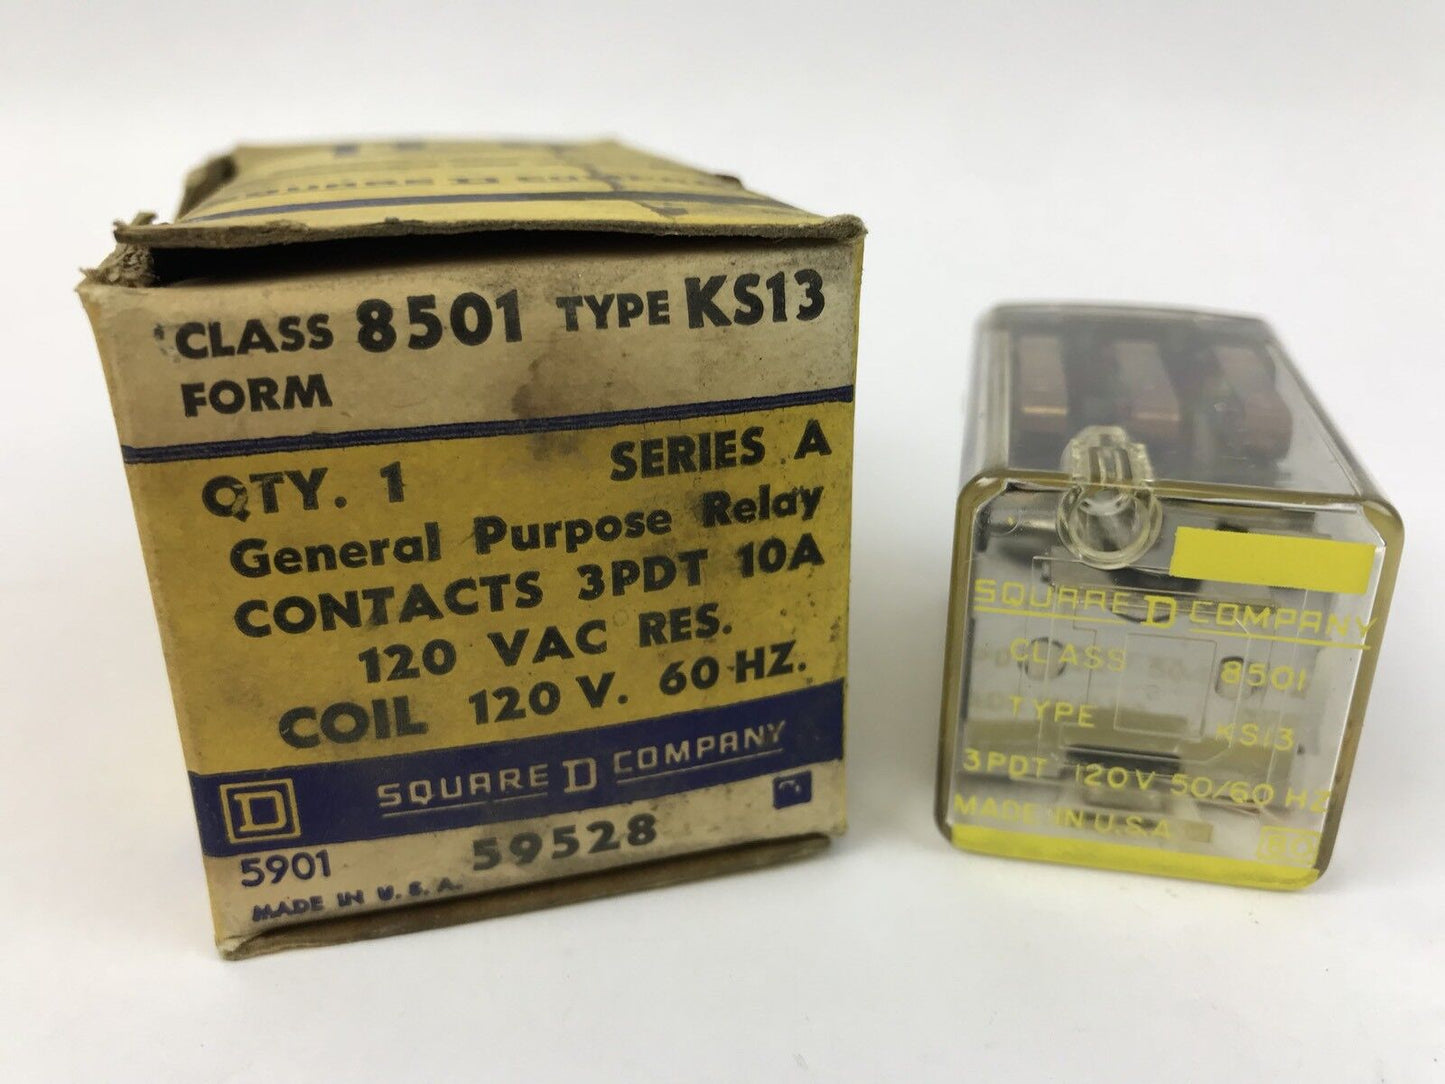 SQUARE D COMPANY
CLASS 8501 TYPE KS13
FORM
QTY. 1 SERIES A
General Purpose Relay
CONTACTS 3PDT 10A
120 VAC RES.
COIL 120 V. 60 HZ.
D SQUARE D COMPANY
5901 59528
MADE IN U.S.A.
SQUARE D COMPANY
CLASS 8501
TYPE KS13
3PDT 120V 50/60 HZ
MADE IN U.S.A